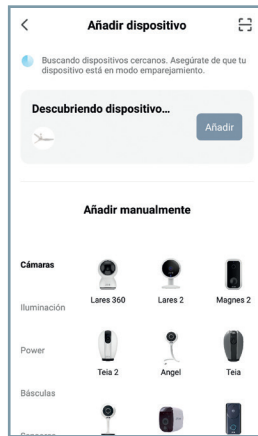 Añadir dispositivo
Buscando dispositivos cercanos. Asegúrate de que tu
dispositivo está en modo emparejamiento.
Descubriendo dispositivo...
Añadir
Añadir manualmente
Cámaras
Lares 360
Lares 2
Magnes 2
Iluminación
Power
Teia 2
Angel
Teia
Básculas